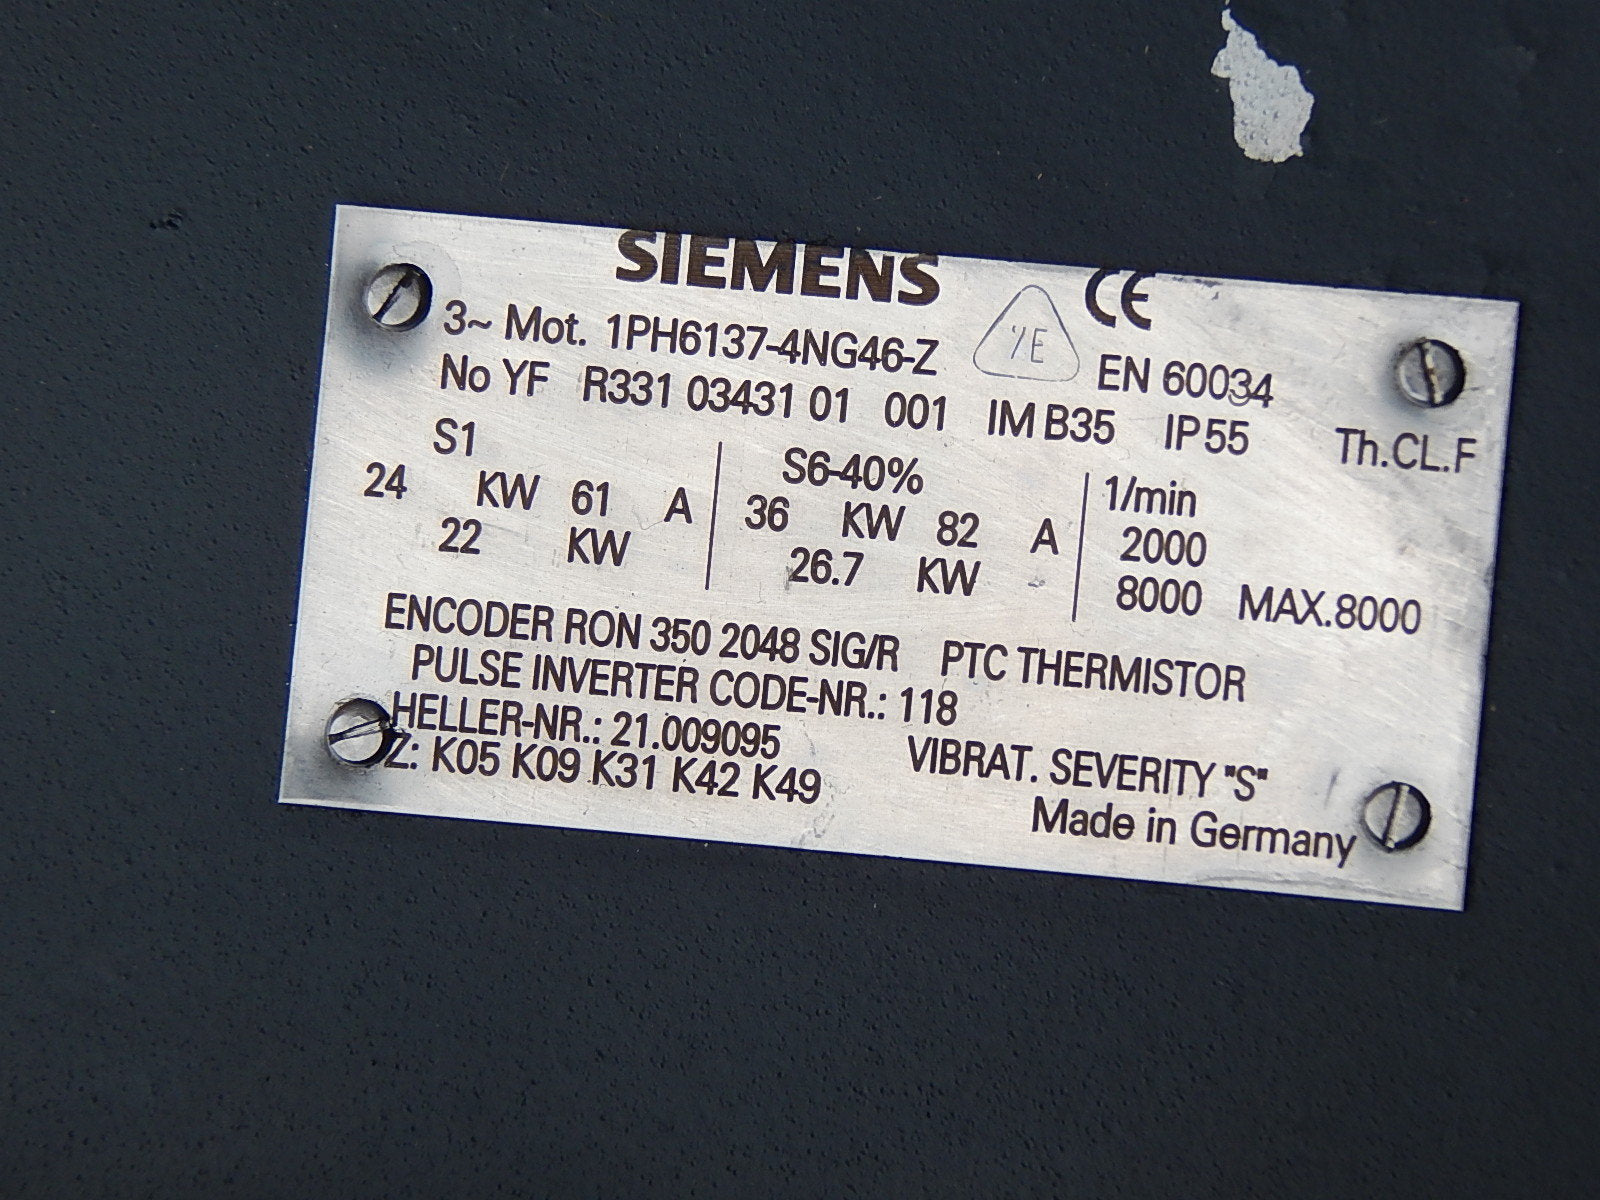 SIEMENS CE
3~ Mot. 1PH6137-4NG46-Z EN 60034
No YF R331 03431 01 001 IM B35 IP55 Th.CL.F
S1 S6-40% 1/min
24 KW 61 A 36 KW 82 A 2000
22 KW 26.7 KW 8000 MAX.8000
ENCODER RON 350 2048 SIG/R PTC THERMISTOR
PULSE INVERTER CODE-NR.: 118
HELLER-NR.: 21.009095 VIBRAT. SEVERITY "S"
Z: K05 K09 K31 K42 K49 Made in Germany